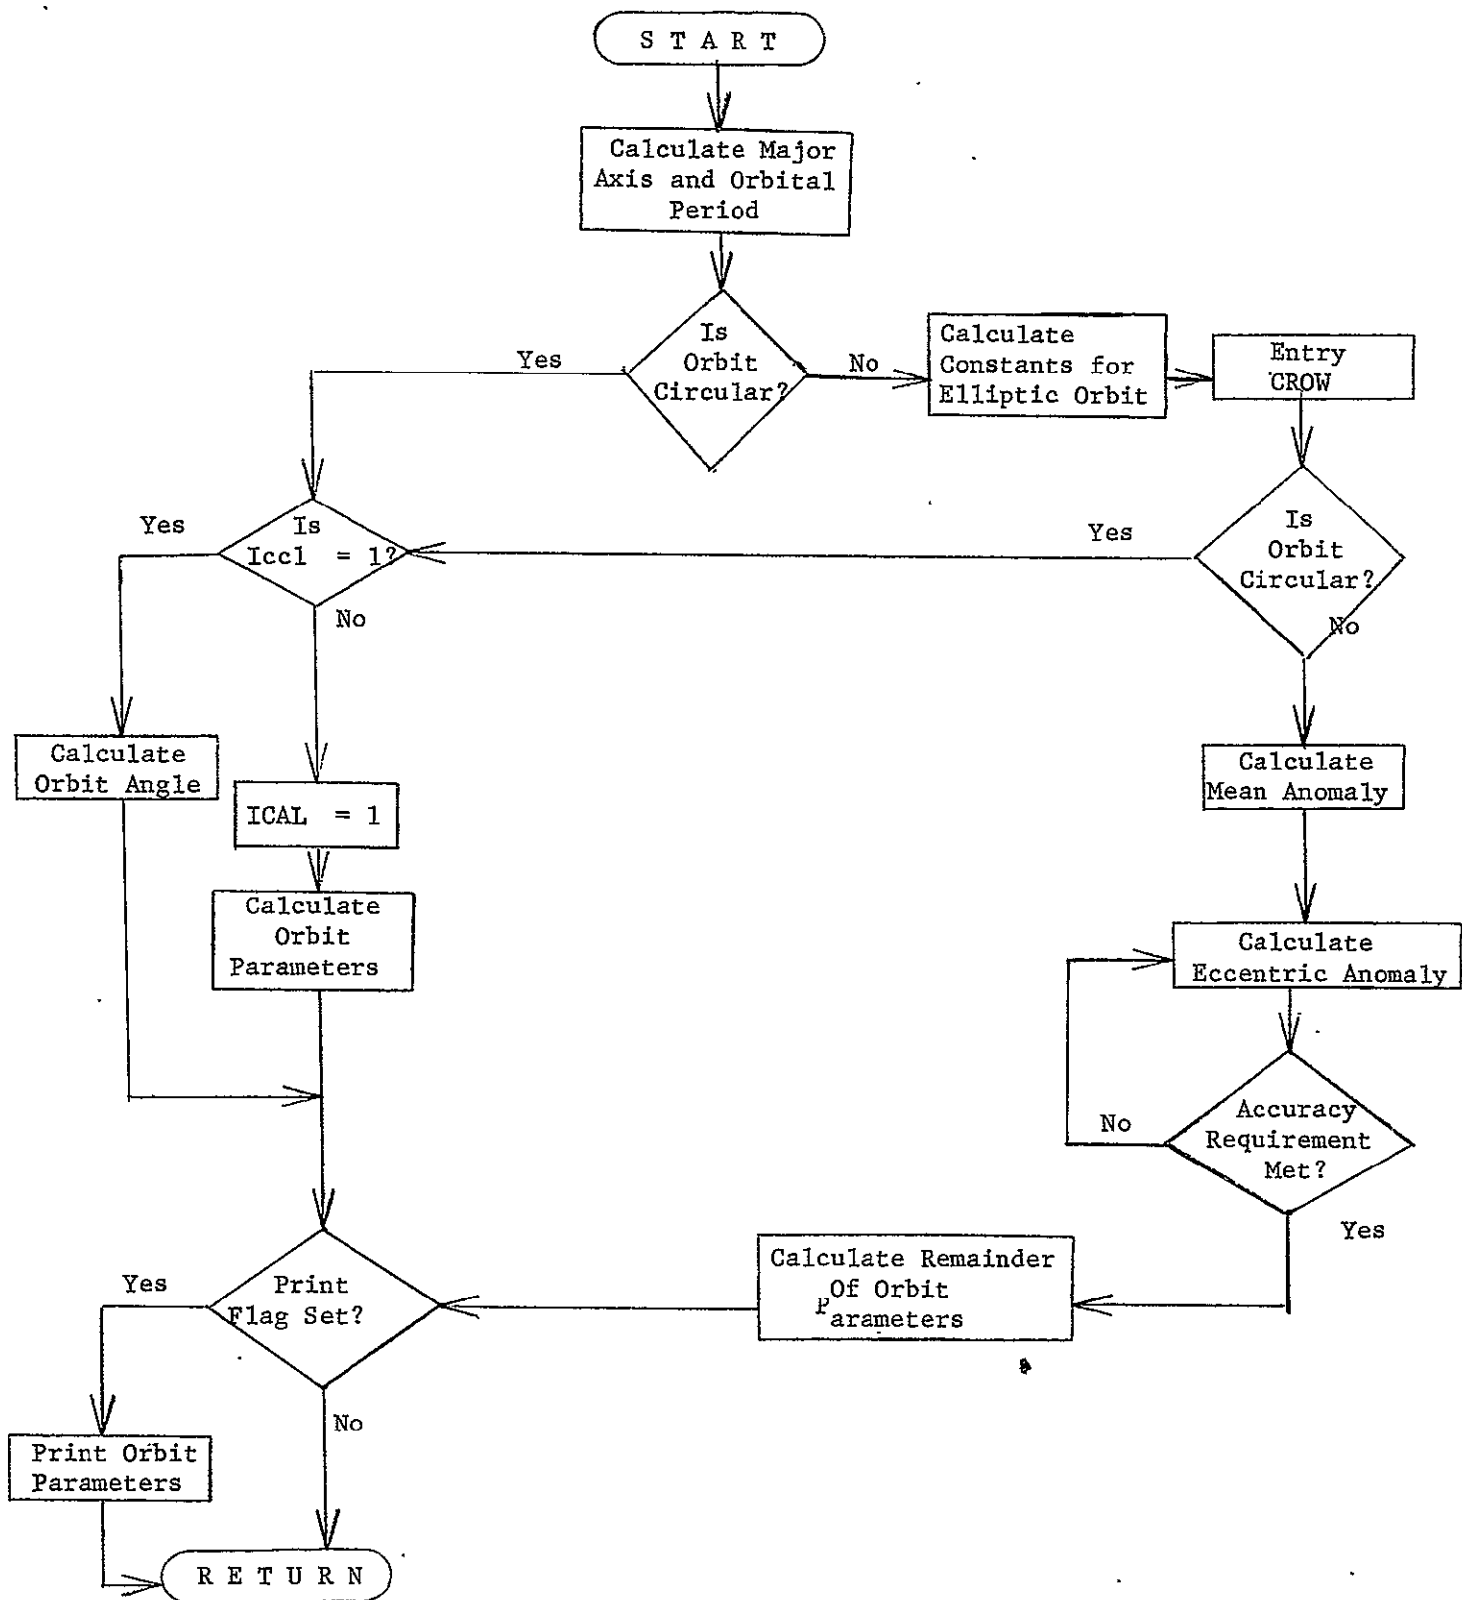 S T A R T
Calculate Major
Axis and Orbital
Period
Is
Orbit
Circular?
Yes
No
Calculate
Constants for
Elliptic Orbit
Entry
CROW
Is
Orbit
Circular?
Yes
No
Is
Icc1 = 1?
Yes
No
Calculate
Orbit Angle
ICAL = 1
Calculate
Orbit
Parameters
Calculate
Mean Anomaly
Calculate
Eccentric Anomaly
Accuracy
Requirement
Met?
No
Yes
Calculate Remainder
Of Orbit
Parameters
Print
Flag Set?
Yes
No
Print Orbit
Parameters
R E T U R N